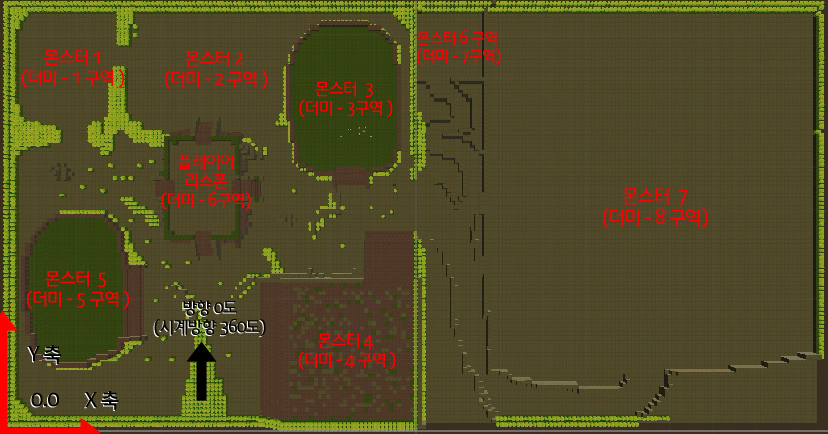 몬스터 1
(더미 - 1 구역)
몬스터 2
(더미 - 2 구역 )
몬스터 3
(더미 - 3구역 )
몬스터 6 구역
(더미 - 7구역)
플레이어
리스폰
(더미 - 6구역)
몬스터 7
(더미 - 8 구역)
몬스터 5
(더미 - 5 구역 )
방향 0도
(시계방향 360도)
몬스터 4
(더미 - 4 구역 )
Y 축
0.0 X 축